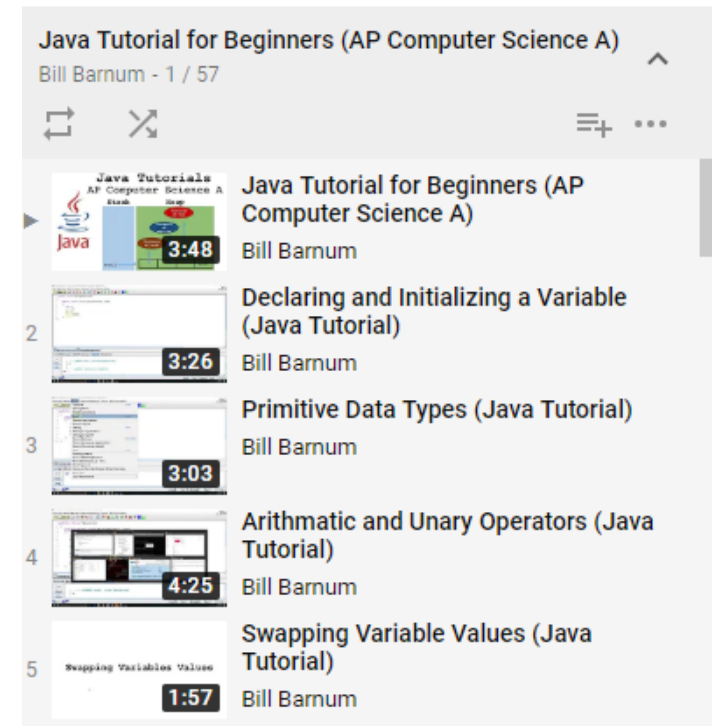 Java Tutorial for Beginners (AP Computer Science A)
Bill Barnum - 1 / 57
Java Tutorials
AP Computer Science A
Stack Heap
Java
3:48
Java Tutorial for Beginners (AP
Computer Science A)
Bill Barnum
2
3:26
Declaring and Initializing a Variable
(Java Tutorial)
Bill Barnum
3
3:03
Primitive Data Types (Java Tutorial)
Bill Barnum
4
4:25
Arithmatic and Unary Operators (Java
Tutorial)
Bill Barnum
5
Swapping Variables Values
1:57
Swapping Variable Values (Java
Tutorial)
Bill Barnum